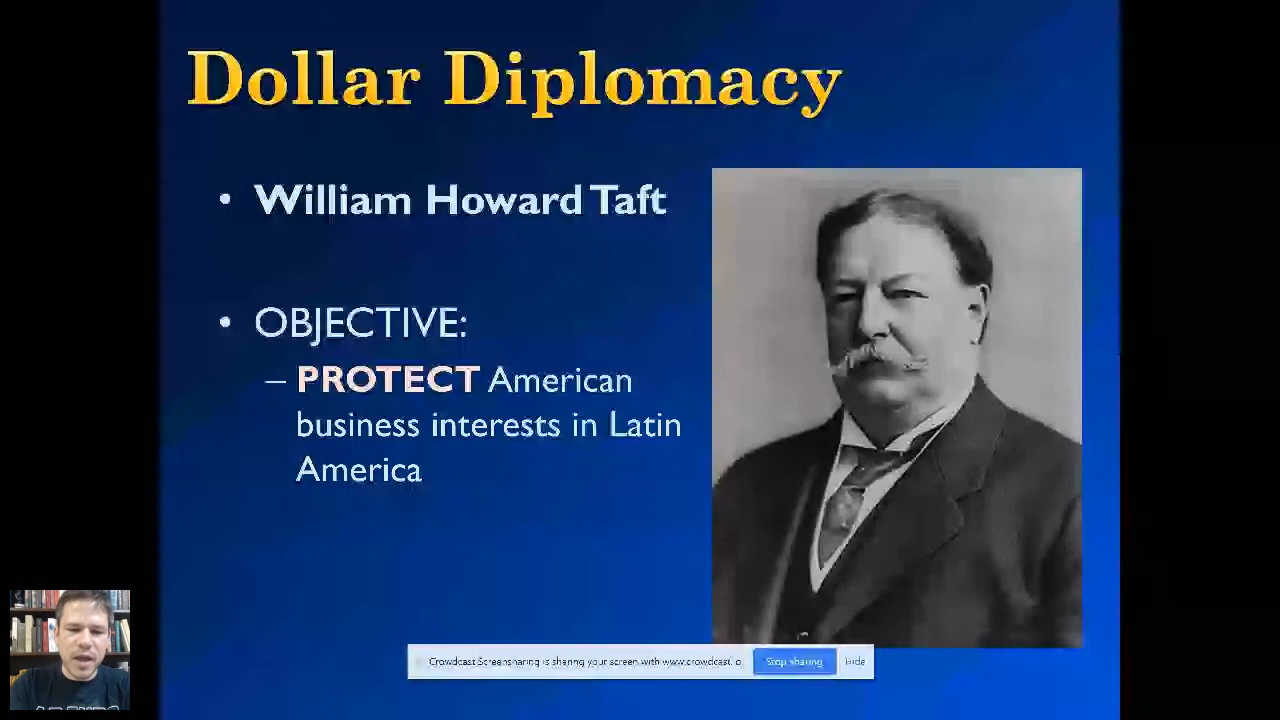 Dollar Diplomacy
• William Howard Taft
• OBJECTIVE:
– PROTECT American
business interests in Latin
America
Crowdcast Screensharing is sharing your screen with www.crowdcast.io Stop sharing Hide